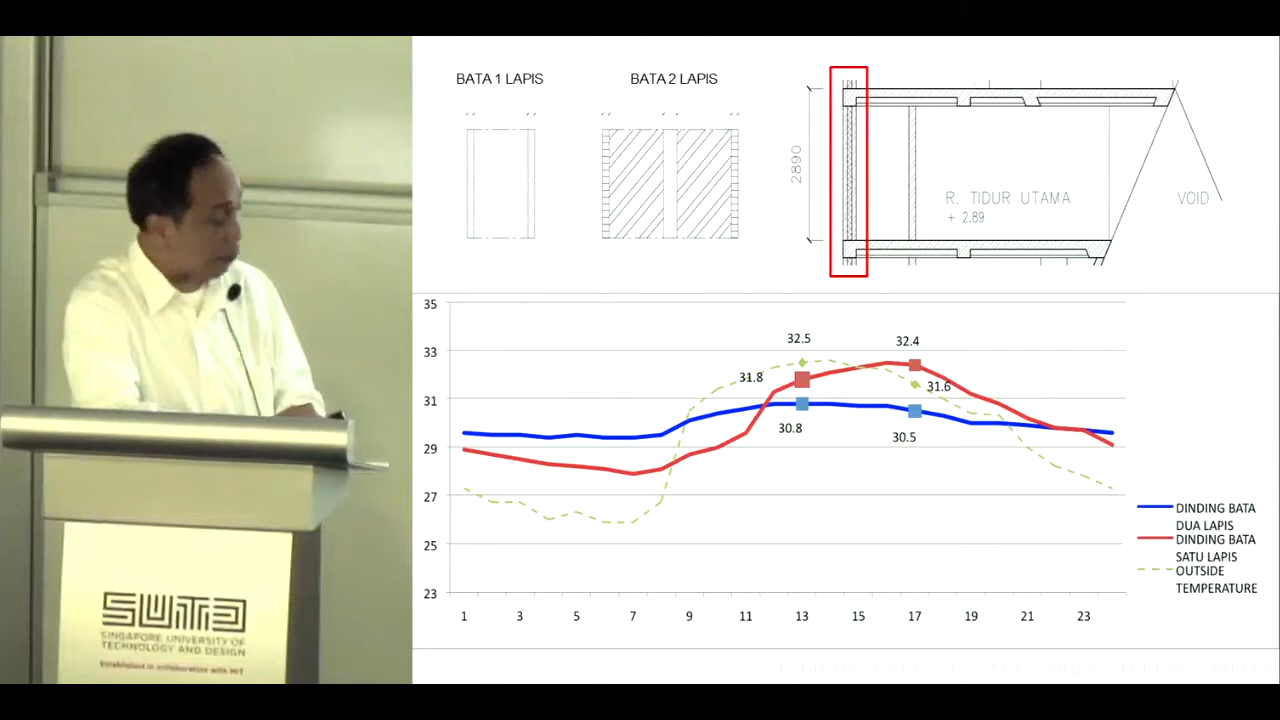 BATA 1 LAPIS
BATA 2 LAPIS
2890
R. TIDUR UTAMA
+ 2.89
VOID
35
33
31
29
27
25
23
32.5
32.4
31.8
31.6
30.8
30.5
1 3 5 7 9 11 13 15 17 19 21 23
DINDING BATA
DUA LAPIS
DINDING BATA
SATU LAPIS
OUTSIDE
TEMPERATURE
SUTD
SINGAPORE UNIVERSITY OF
TECHNOLOGY AND DESIGN
Established in collaboration with MIT